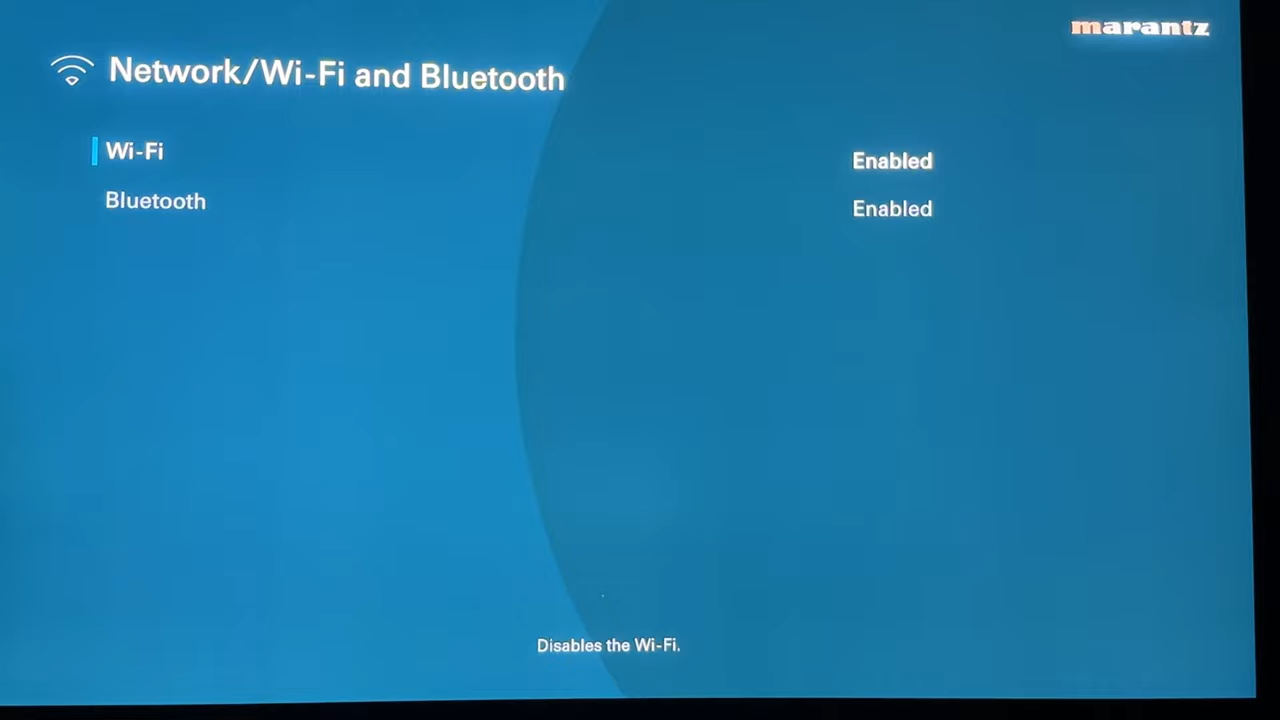 marantz
Network/Wi-Fi and Bluetooth
Wi-Fi Enabled
Bluetooth Enabled
Disables the Wi-Fi.